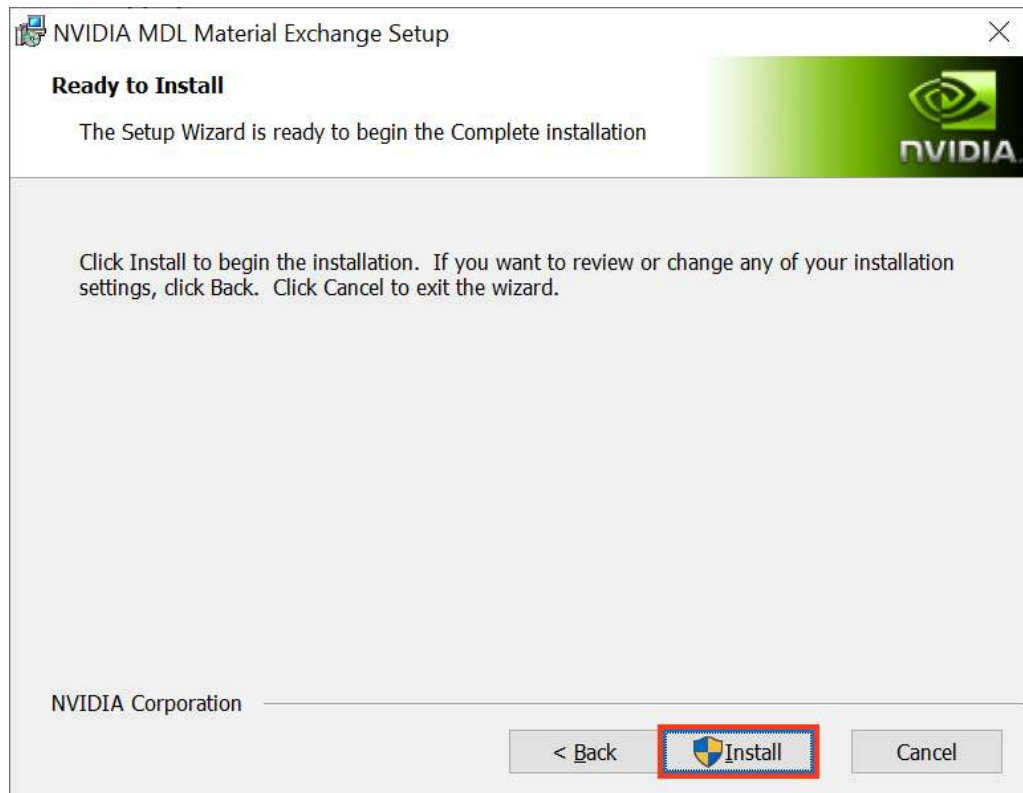 NVIDIA MDL Material Exchange Setup
Ready to Install
The Setup Wizard is ready to begin the Complete installation
NVIDIA
Click Install to begin the installation.  If you want to review or change any of your installation
settings, click Back.  Click Cancel to exit the wizard.
NVIDIA Corporation
< Back
Install
Cancel